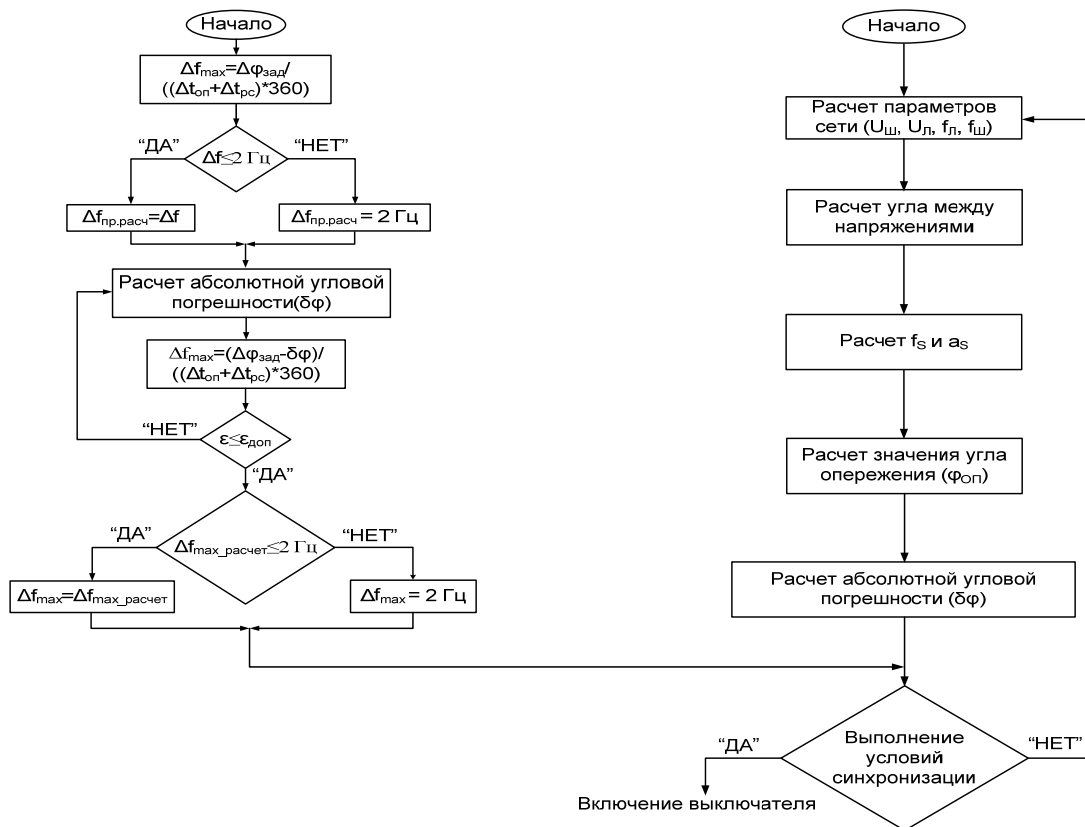 Начало
Δfmax=Δφзад/
((Δtоп+Δtрс)*360)
“ДА”
“НЕТ”
Δf≤2 Гц
Δfпр.расч=Δf
Δfпр.расч = 2 Гц
Расчет абсолютной угловой
погрешности(δφ)
Δfmax=(Δφзад-δφ)/
((Δtоп+Δtрс)*360)
“НЕТ”
ε≤εдоп
“ДА”
“ДА”
“НЕТ”
Δfmax_расчет≤2 Гц
Δfmax=Δfmax_расчет
Δfmax = 2 Гц
Начало
Расчет параметров
сети (UШ, UЛ, fЛ, fШ)
Расчет угла между
напряжениями
Расчет fS и aS
Расчет значения угла
опережения (φОП)
Расчет абсолютной угловой
погрешности (δφ)
“ДА”
“НЕТ”
Выполнение
условий
синхронизации
Включение выключателя